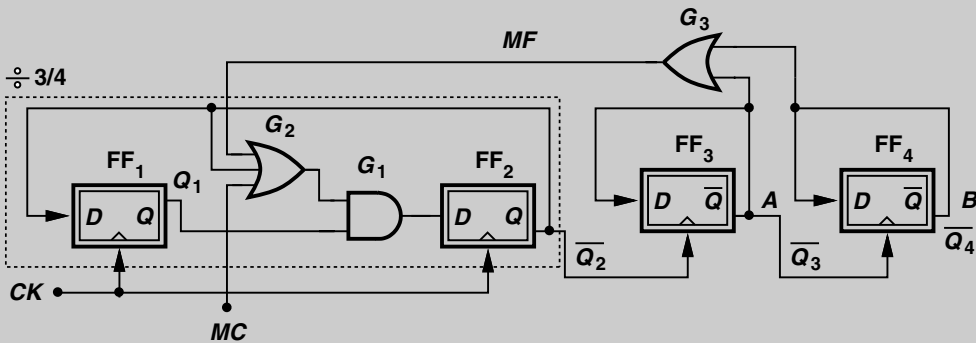 G3
MF
÷ 3/4
G2
FF1
Q1
G1
FF2
FF3
FF4
D Q
D Q
D Q̅
A
D Q̅
B
Q̅2
Q̅3
Q̅4
CK
MC